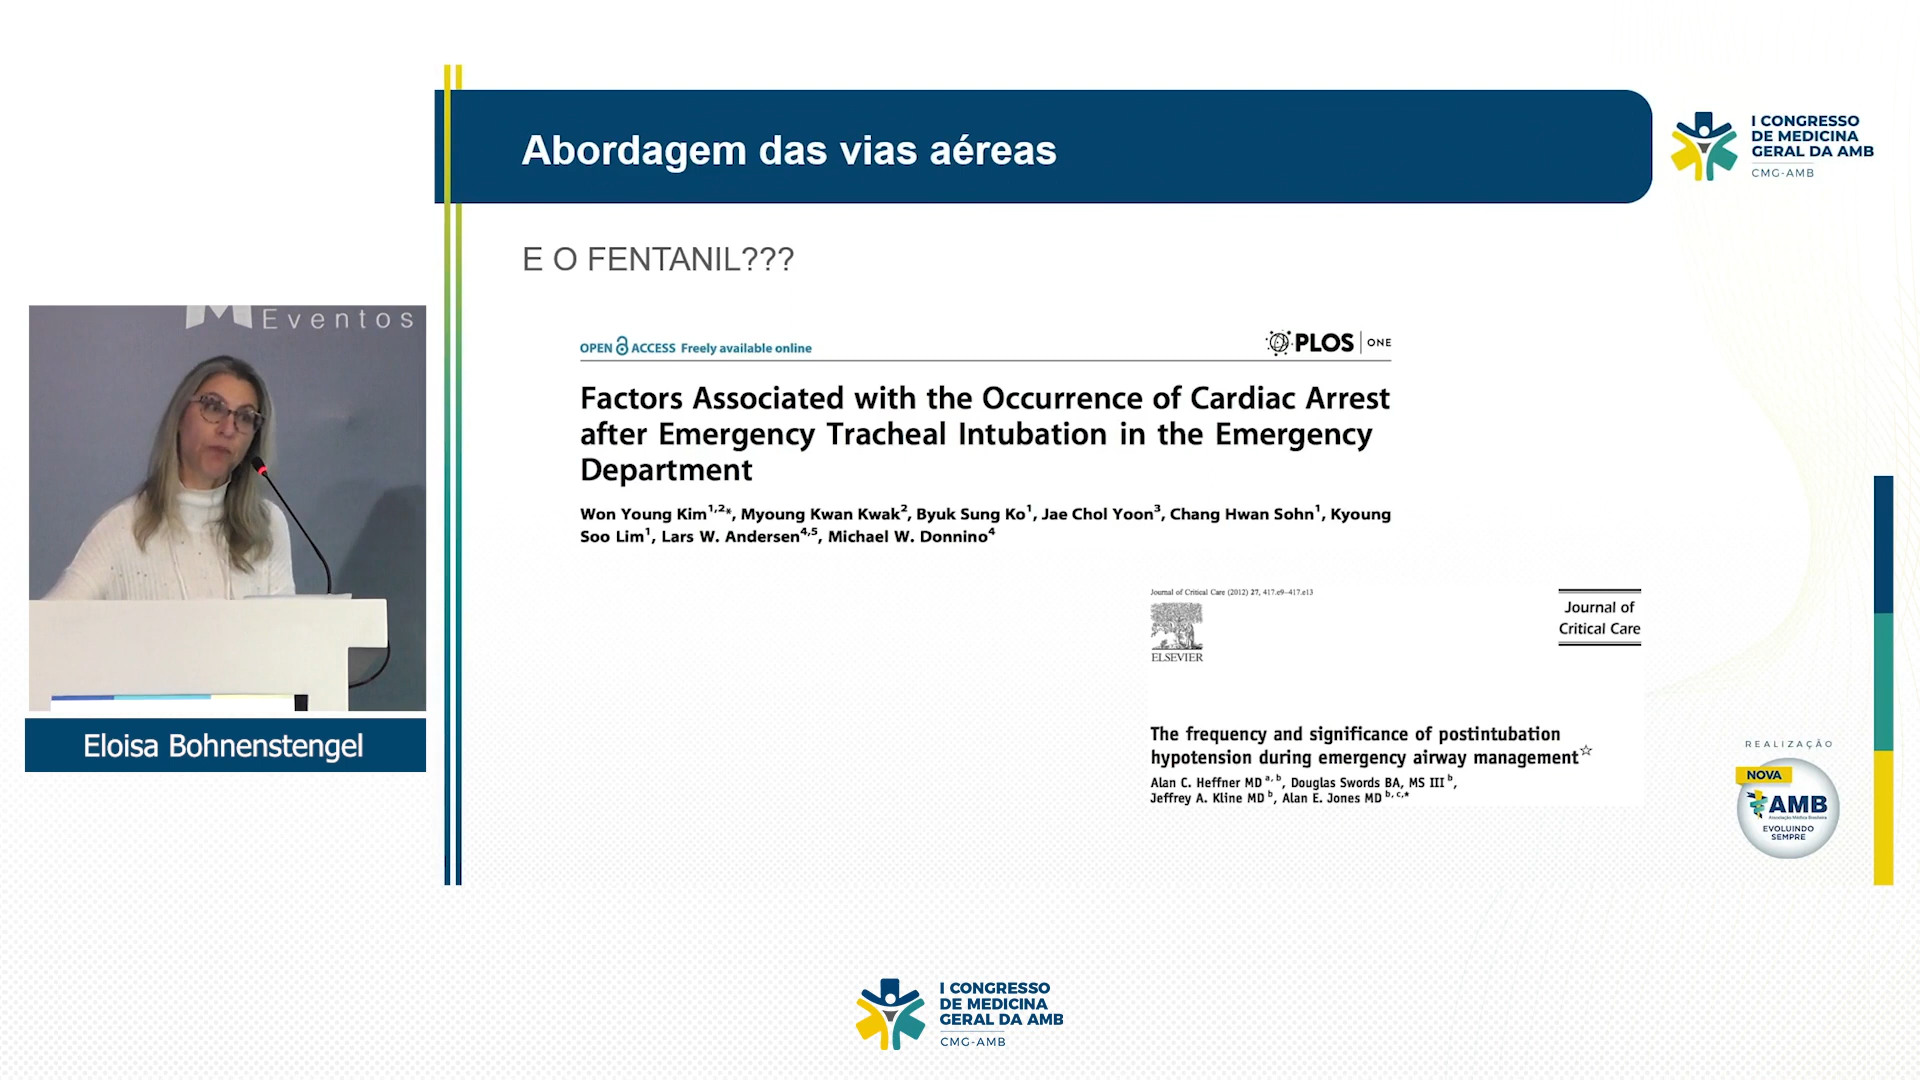 Abordagem das vias aéreas
I CONGRESSO
DE MEDICINA
GERAL DA AMB
CMG-AMB
E O FENTANIL???
Eventos
OPEN ACCESS Freely available online
PLOS ONE
Factors Associated with the Occurrence of Cardiac Arrest
after Emergency Tracheal Intubation in the Emergency
Department
Won Young Kim1,2*, Myoung Kwan Kwak2, Byuk Sung Ko1, Jae Chol Yoon3, Chang Hwan Sohn1, Kyoung
Soo Lim1, Lars W. Andersen4,5, Michael W. Donnino4
Journal of Critical Care (2012) 27, 417.e9–417.e13
ELSEVIER
Journal of
Critical Care
The frequency and significance of postintubation
hypotension during emergency airway management☆
Alan C. Heffner MD a,b, Douglas Swords BA, MS III b,
Jeffrey A. Kline MD b, Alan E. Jones MD b,c,*
Eloisa Bohnenstengel
REALIZAÇÃO
NOVA
AMB
Associação Médica Brasileira
EVOLUINDO
SEMPRE
I CONGRESSO
DE MEDICINA
GERAL DA AMB
CMG-AMB